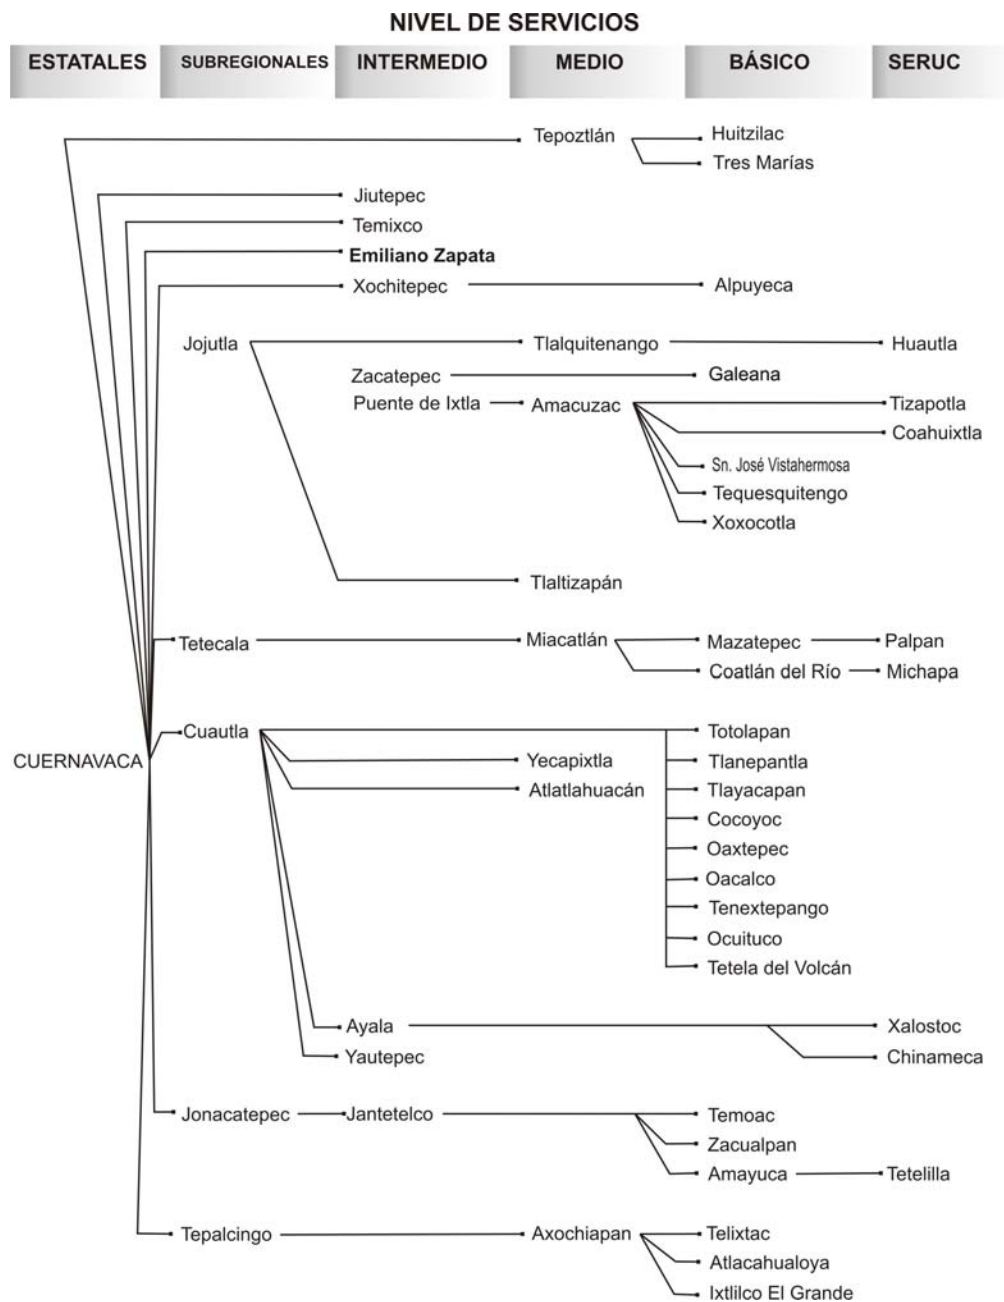 NIVEL DE SERVICIOS
ESTATALES SUBREGIONALES INTERMEDIO MEDIO BÁSICO SERUC
Tepoztlán Huitzilac
Tres Marías
Jiutepec
Temixco
Emiliano Zapata
Xochitepec Alpuyeca
Jojutla Tlalquitenango Huautla
Zacatepec Galeana
Puente de Ixtla Amacuzac Tizapotla
Coahuixtla
Sn. José Vistahermosa
Tequesquitengo
Xoxocotla
Tlaltizapán
Tetecala Miacatlán Mazatepec Palpan
Coatlán del Río Michapa
Cuautla Totolapan
CUERNAVACA Yecapixtla Tlanepantla
Atlatlahuacán Tlayacapan
Cocoyoc
Oaxtepec
Oacalco
Tenextepango
Ocuituco
Tetela del Volcán
Ayala Xalostoc
Yautepec Chinameca
Jonacatepec Jantetelco Temoac
Zacualpan
Amayuca Tetelilla
Tepalcingo Axochiapan Telixtac
Atlacahualoya
Ixtlilco El Grande